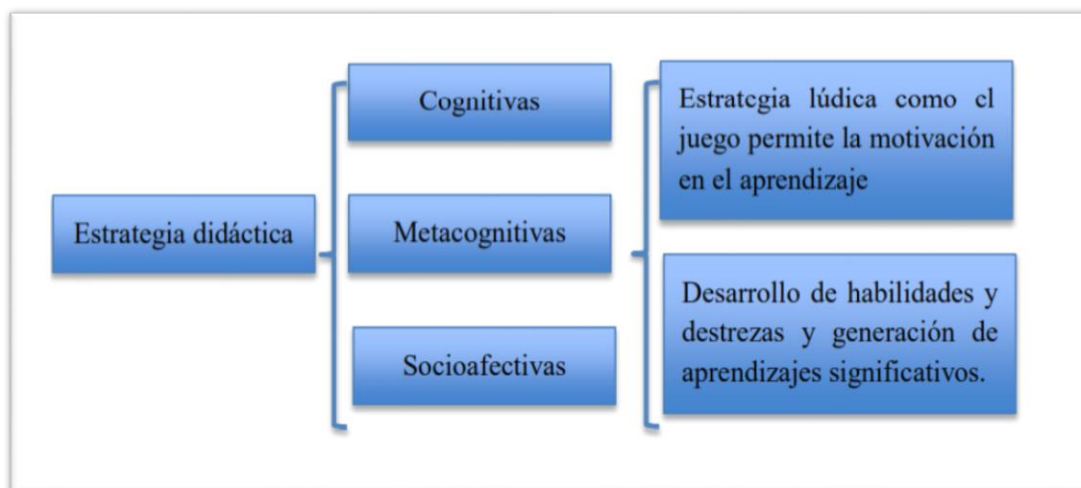 Estrategia didáctica
Cognitivas
Metacognitivas
Socioafectivas
Estrategia lúdica como el
juego permite la motivación
en el aprendizaje
Desarrollo de habilidades y
destrezas y generación de
aprendizajes significativos.